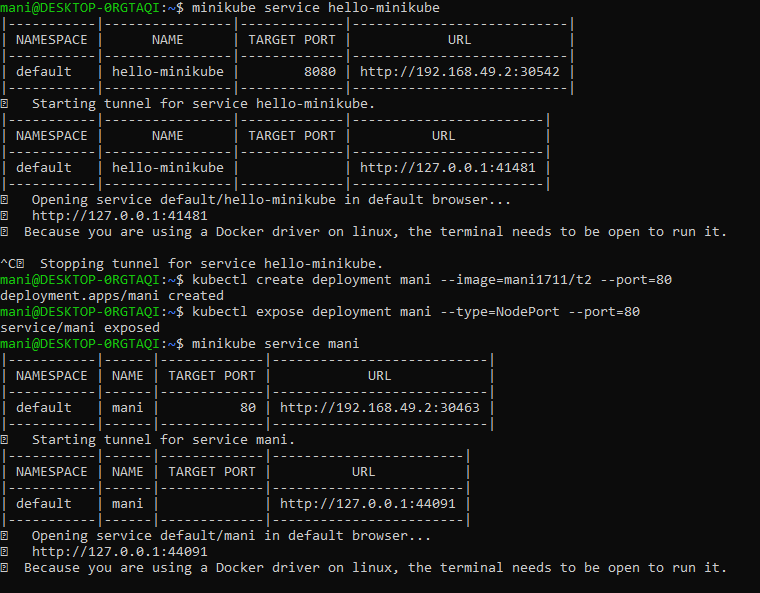 mani@DESKTOP-0RGTAQI:~$ minikube service hello-minikube
|-----------|----------------|-------------|---------------------------|
| NAMESPACE |      NAME      | TARGET PORT |            URL            |
|-----------|----------------|-------------|---------------------------|
| default   | hello-minikube |        8080 | http://192.168.49.2:30542 |
|-----------|----------------|-------------|---------------------------|
Starting tunnel for service hello-minikube.
|-----------|----------------|-------------|------------------------|
| NAMESPACE |      NAME      | TARGET PORT |          URL           |
|-----------|----------------|-------------|------------------------|
| default   | hello-minikube |             | http://127.0.0.1:41481 |
|-----------|----------------|-------------|------------------------|
Opening service default/hello-minikube in default browser...
http://127.0.0.1:41481
Because you are using a Docker driver on linux, the terminal needs to be open to run it.
^C  Stopping tunnel for service hello-minikube.
mani@DESKTOP-0RGTAQI:~$ kubectl create deployment mani --image=mani1711/t2 --port=80
deployment.apps/mani created
mani@DESKTOP-0RGTAQI:~$ kubectl expose deployment mani --type=NodePort --port=80
service/mani exposed
mani@DESKTOP-0RGTAQI:~$ minikube service mani
|-----------|------|-------------|---------------------------|
| NAMESPACE | NAME | TARGET PORT |            URL            |
|-----------|------|-------------|---------------------------|
| default   | mani |          80 | http://192.168.49.2:30463 |
|-----------|------|-------------|---------------------------|
Starting tunnel for service mani.
|-----------|------|-------------|------------------------|
| NAMESPACE | NAME | TARGET PORT |          URL           |
|-----------|------|-------------|------------------------|
| default   | mani |             | http://127.0.0.1:44091 |
|-----------|------|-------------|------------------------|
Opening service default/mani in default browser...
http://127.0.0.1:44091
Because you are using a Docker driver on linux, the terminal needs to be open to run it.